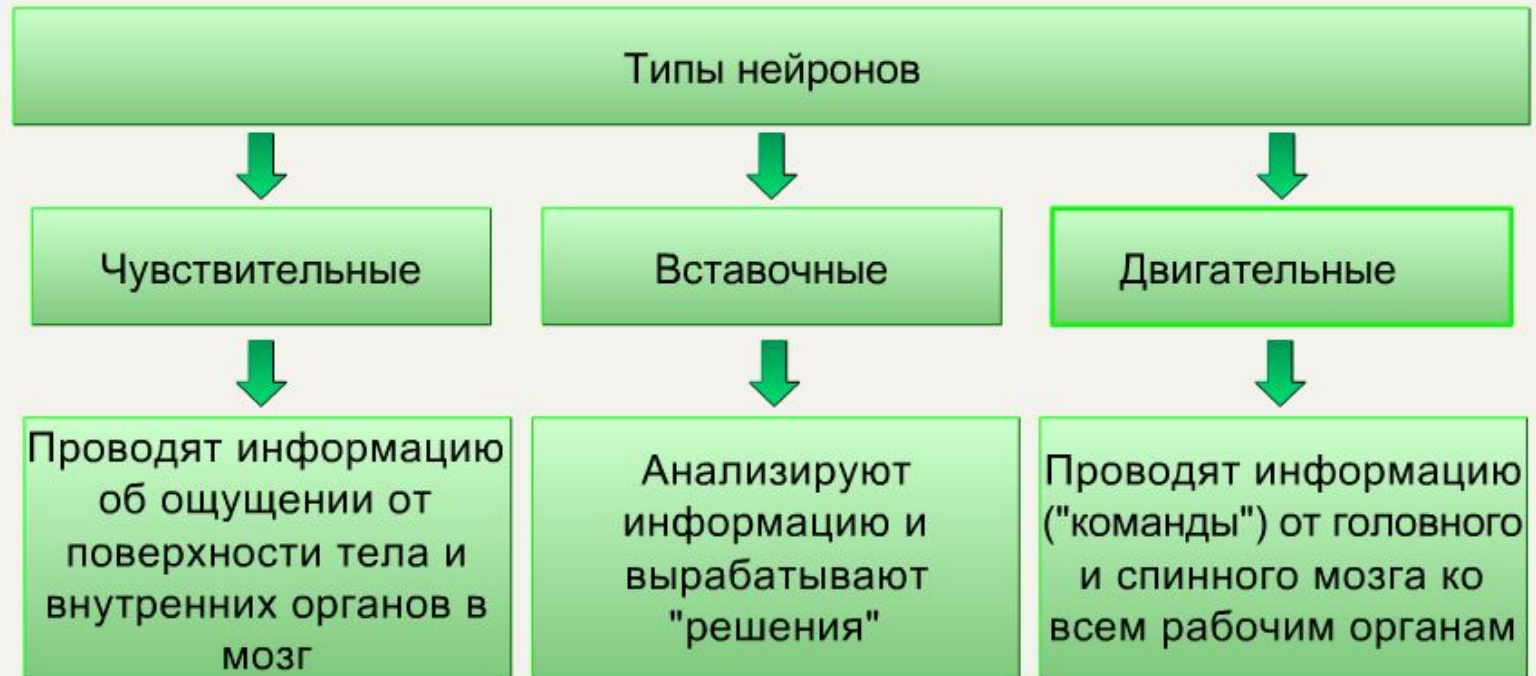 Типы нейронов
Чувствительные
Вставочные
Двигательные
Проводят информацию
об ощущении от
поверхности тела и
внутренних органов в
мозг
Анализируют
информацию и
вырабатывают
"решения"
Проводят информацию
("команды") от головного
и спинного мозга ко
всем рабочим органам